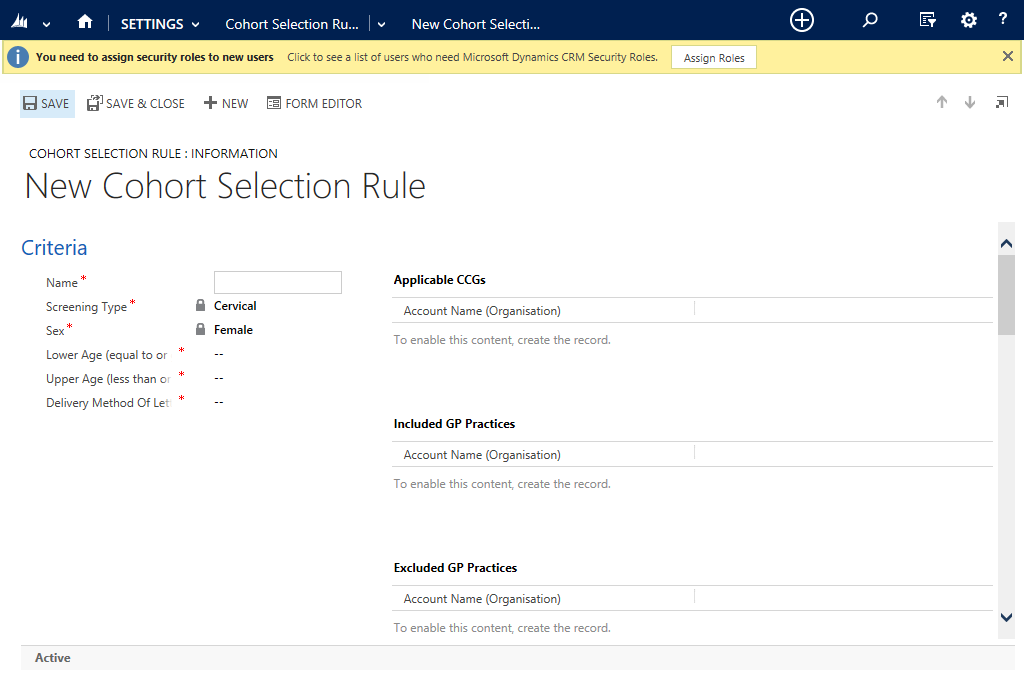 SETTINGS Cohort Selection Ru... New Cohort Selecti... ?
You need to assign security roles to new users Click to see a list of users who need Microsoft Dynamics CRM Security Roles. Assign Roles
SAVE SAVE & CLOSE NEW FORM EDITOR
COHORT SELECTION RULE : INFORMATION
New Cohort Selection Rule
Criteria
Name*
Screening Type* Cervical
Sex* Female
Lower Age (equal to or * --
Upper Age (less than or * --
Delivery Method Of Let * --
Applicable CCGs
Account Name (Organisation)
To enable this content, create the record.
Included GP Practices
Account Name (Organisation)
To enable this content, create the record.
Excluded GP Practices
Account Name (Organisation)
To enable this content, create the record.
Active